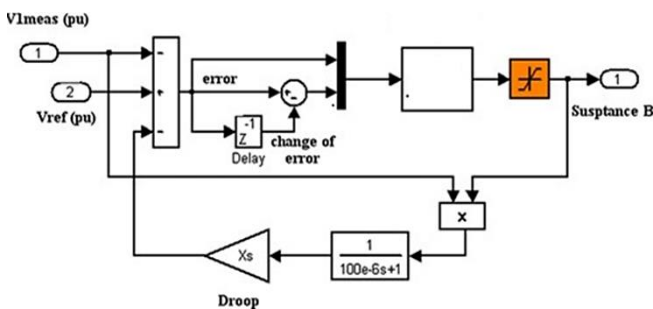 V1meas (pu)
1
2
Vref (pu)
-
+
-
error
+
-
-1
Z
Delay
change of
error
1
Susptance B
x
Xs
Droop
1
100e-6s+1